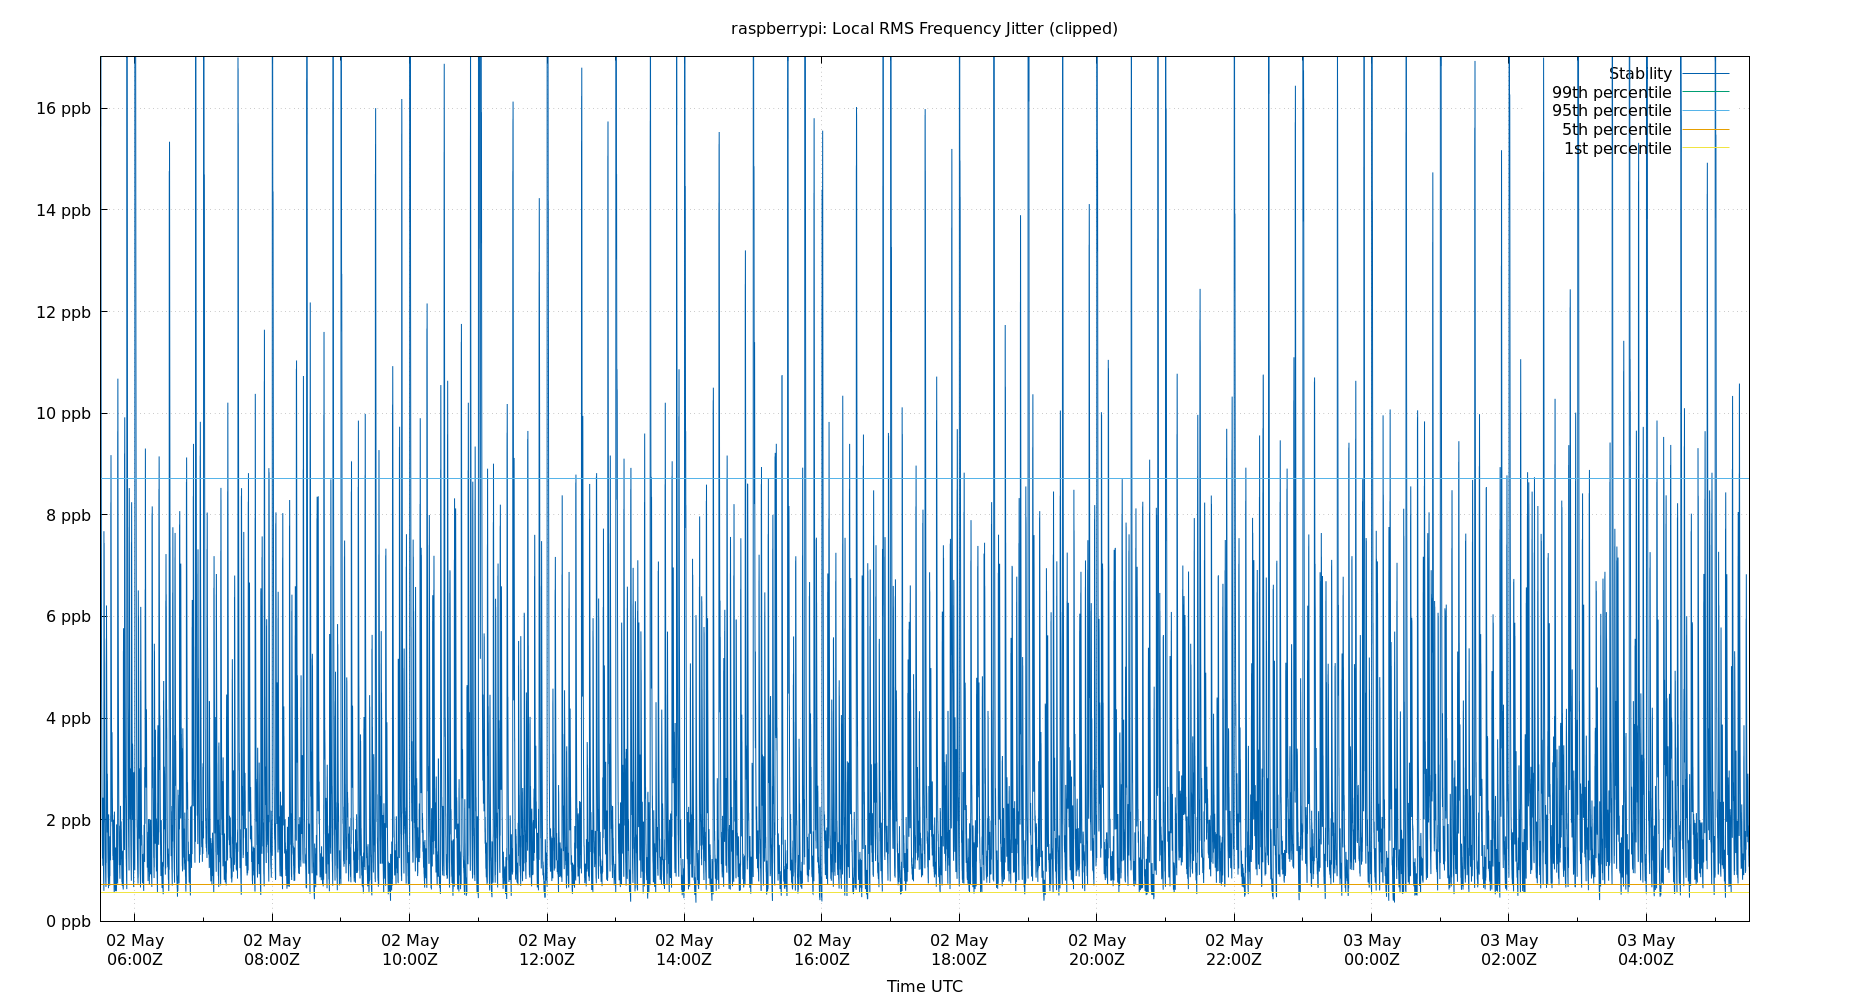 raspberrypi: Local RMS Frequency Jitter (clipped)
Stability
99th percentile
95th percentile
5th percentile
1st percentile
16 ppb
14 ppb
12 ppb
10 ppb
8 ppb
6 ppb
4 ppb
2 ppb
0 ppb
02 May 02 May 02 May 02 May 02 May 02 May 02 May 02 May 02 May 03 May 03 May 03 May
06:00Z 08:00Z 10:00Z 12:00Z 14:00Z 16:00Z 18:00Z 20:00Z 22:00Z 00:00Z 02:00Z 04:00Z
Time UTC